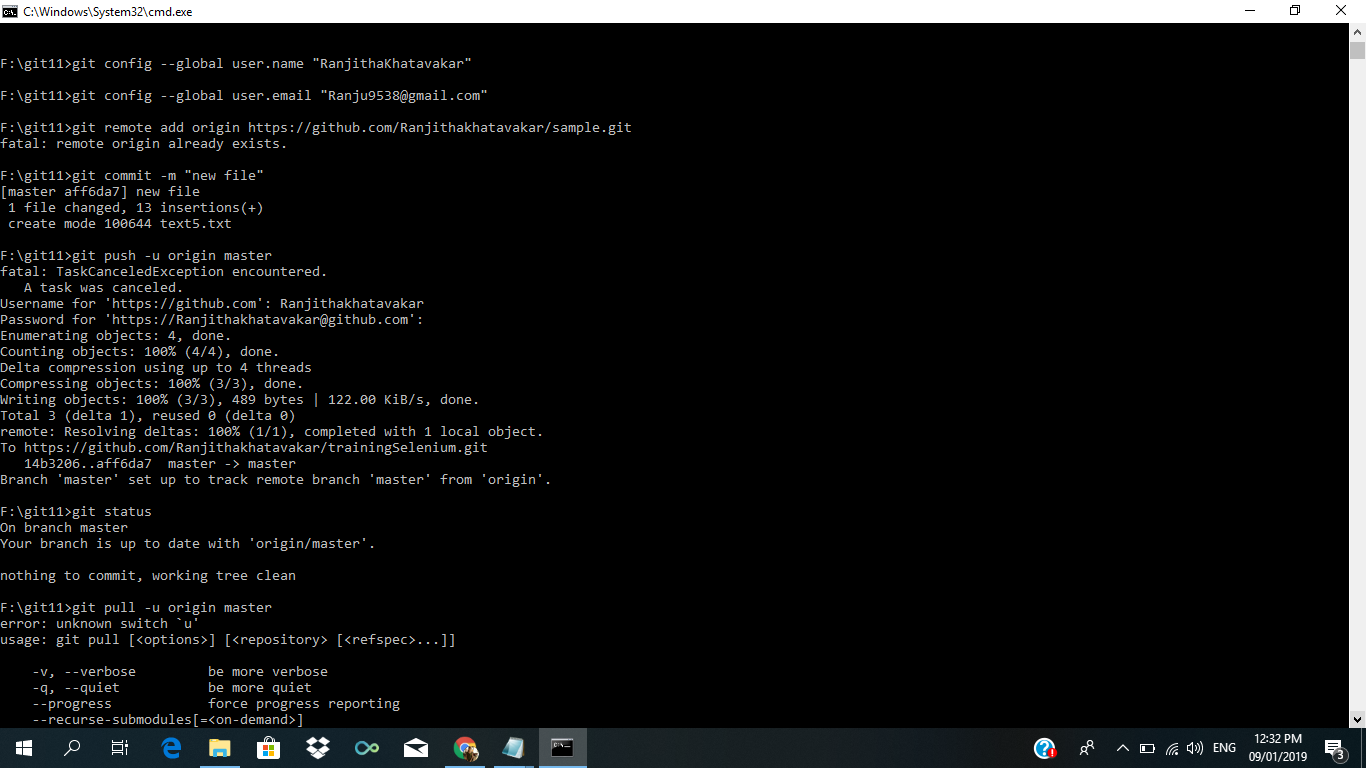 C:\Windows\System32\cmd.exe
F:\git11>git config --global user.name "RanjithaKhatavakar"
F:\git11>git config --global user.email "Ranju9538@gmail.com"
F:\git11>git remote add origin https://github.com/Ranjithakhatavakar/sample.git
fatal: remote origin already exists.
F:\git11>git commit -m "new file"
[master aff6da7] new file
1 file changed, 13 insertions(+)
create mode 100644 text5.txt
F:\git11>git push -u origin master
fatal: TaskCanceledException encountered.
A task was canceled.
Username for 'https://github.com': Ranjithakhatavakar
Password for 'https://Ranjithakhatavakar@github.com':
Enumerating objects: 4, done.
Counting objects: 100% (4/4), done.
Delta compression using up to 4 threads
Compressing objects: 100% (3/3), done.
Writing objects: 100% (3/3), 489 bytes | 122.00 KiB/s, done.
Total 3 (delta 1), reused 0 (delta 0)
remote: Resolving deltas: 100% (1/1), completed with 1 local object.
To https://github.com/Ranjithakhatavakar/trainingSelenium.git
14b3206..aff6da7  master -> master
Branch 'master' set up to track remote branch 'master' from 'origin'.
F:\git11>git status
On branch master
Your branch is up to date with 'origin/master'.
nothing to commit, working tree clean
F:\git11>git pull -u origin master
error: unknown switch `u'
usage: git pull [<options>] [<repository> [<refspec>...]]
-v, --verbose         be more verbose
-q, --quiet           be more quiet
--progress            force progress reporting
--recurse-submodules[=<on-demand>]
ENG
12:32 PM
09/01/2019
3